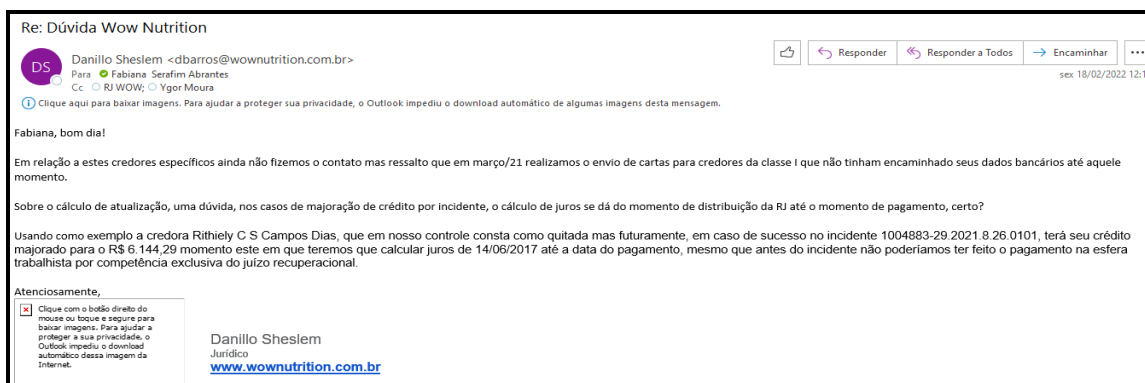 Re: Dúvida Wow Nutrition
DS
Danillo Sheslem <dbarros@wownutrition.com.br>
Para Fabiana Serafim Abrantes
Cc RJ WOW; Ygor Moura
Responder
Responder a Todos
Encaminhar
sex 18/02/2022 12:1
Clique aqui para baixar imagens. Para ajudar a proteger sua privacidade, o Outlook impediu o download automático de algumas imagens desta mensagem.
Fabiana, bom dia!
Em relação a estes credores específicos ainda não fizemos o contato mas ressalto que em março/21 realizamos o envio de cartas para credores da classe I que não tinham encaminhado seus dados bancários até aquele
momento.
Sobre o cálculo de atualização, uma dúvida, nos casos de majoração de crédito por incidente, o cálculo de juros se dá do momento de distribuição da RJ até o momento de pagamento, certo?
Usando como exemplo a credora Rithiely C S Campos Dias, que em nosso controle consta como quitada mas futuramente, em caso de sucesso no incidente 1004883-29.2021.8.26.0101, terá seu crédito
majorado para o R$ 6.144,29 momento este em que teremos que calcular juros de 14/06/2017 até a data do pagamento, mesmo que antes do incidente não poderíamos ter feito o pagamento na esfera
trabalhista por competência exclusiva do juízo recuperacional.
Atenciosamente,
Clique com o botão direito do
mouse ou toque e segure para
baixar imagens. Para ajudar a
proteger a sua privacidade, o
Outlook impediu o download
automático dessa imagem da
Internet.
Danillo Sheslem
Jurídico
www.wownutrition.com.br